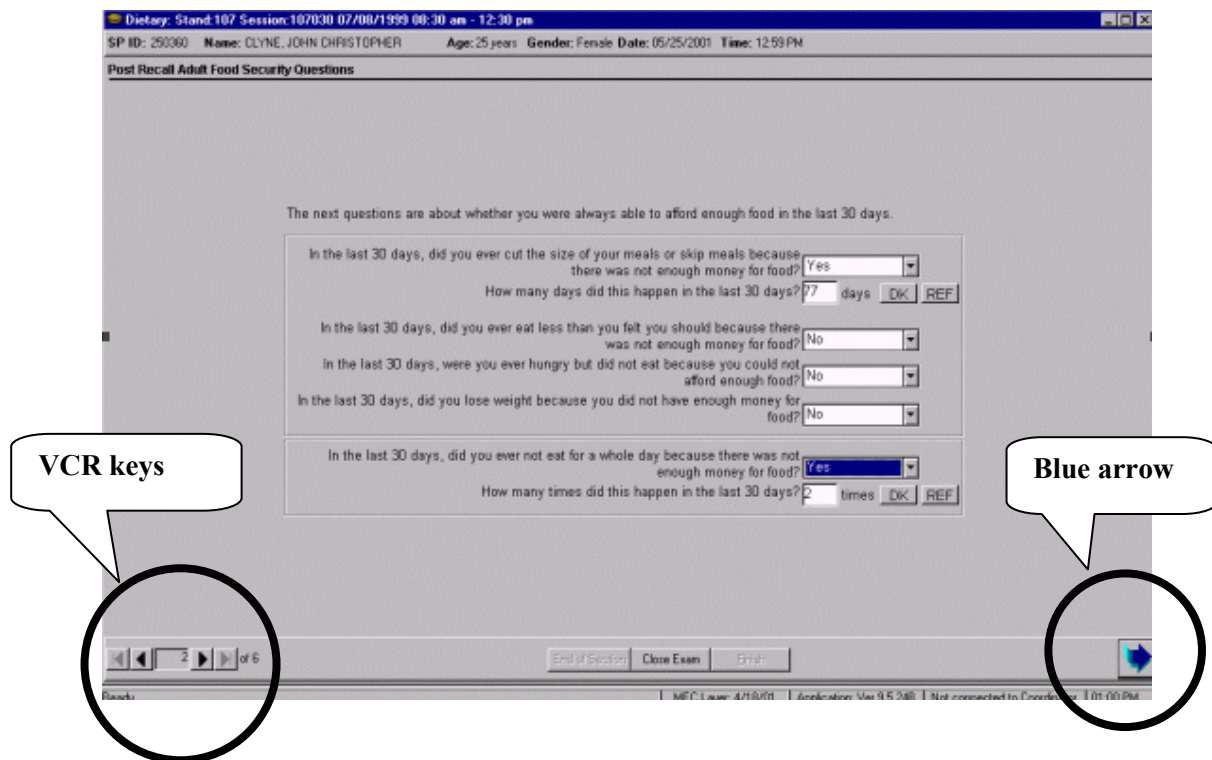 Dietary: Stand:107 Session:107030 07/08/1999 08:30 am - 12:30 pm
SP ID: 250360 Name: CLYNE, JOHN CHRISTOPHER Age: 25 years Gender: Female Date: 05/25/2001 Time: 12:59 PM
Post Recall Adult Food Security Questions
The next questions are about whether you were always able to afford enough food in the last 30 days.
In the last 30 days, did you ever cut the size of your meals or skip meals because
there was not enough money for food? Yes
How many days did this happen in the last 30 days? 77 days DK REF
In the last 30 days, did you ever eat less than you felt you should because there
was not enough money for food? No
In the last 30 days, were you ever hungry but did not eat because you could not
afford enough food? No
In the last 30 days, did you lose weight because you did not have enough money for
food? No
In the last 30 days, did you ever not eat for a whole day because there was not
enough money for food? Yes
How many times did this happen in the last 30 days? 2 times DK REF
VCR keys
Blue arrow
2 of 6
End of Section Close Exam Finish
Ready MEC Layer: 4/18/01 Application: Ver 9.5.248 Not connected to Coordinator 01:00 PM